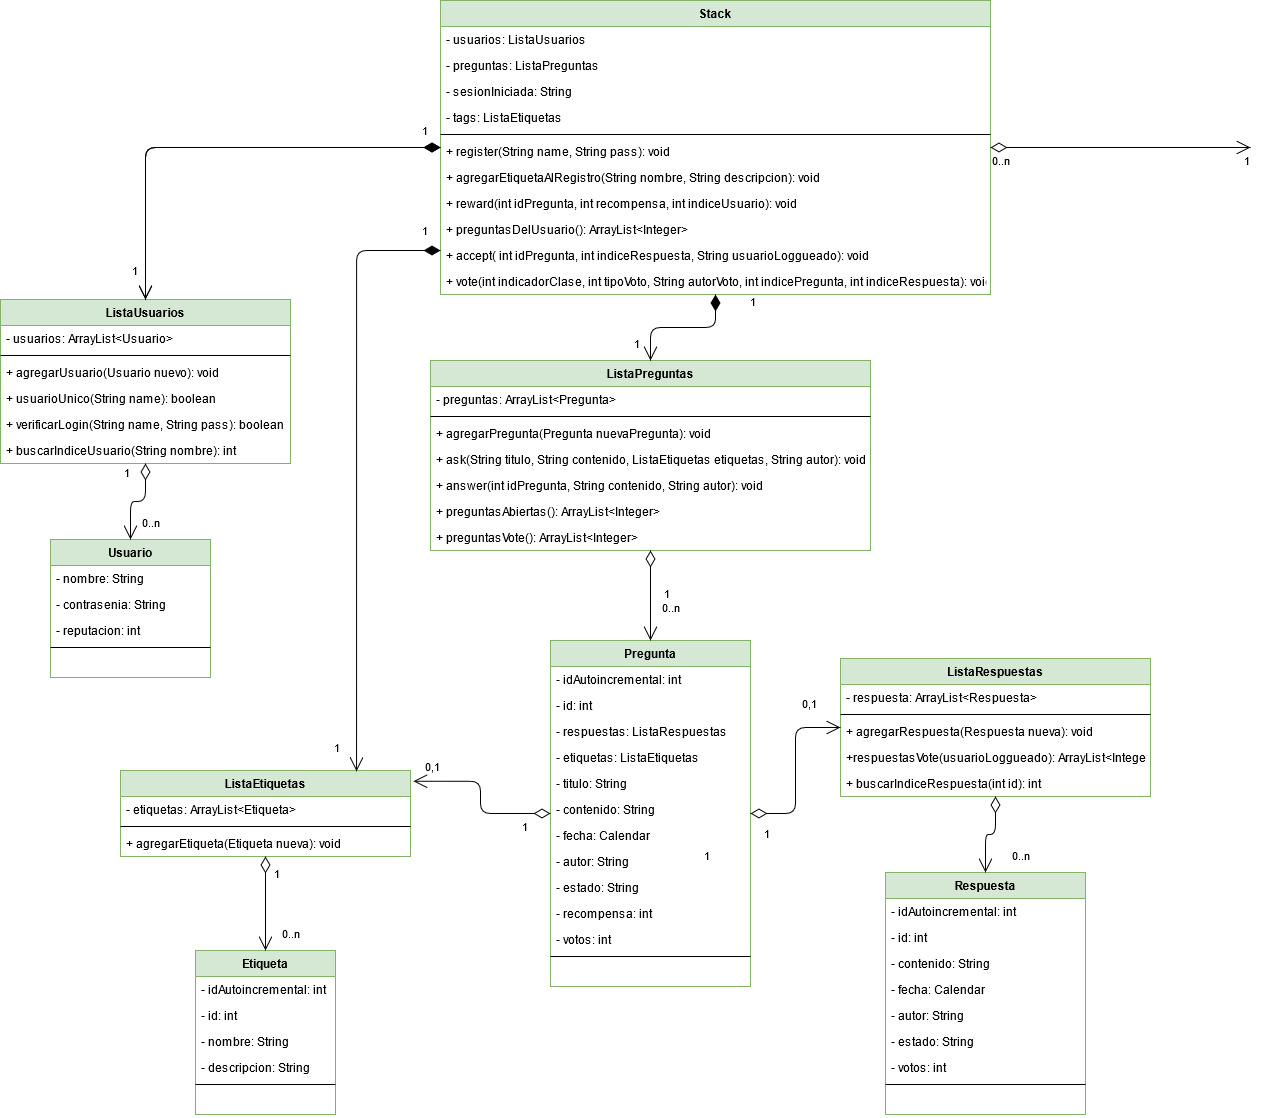 Stack
- usuarios: ListaUsuarios
- preguntas: ListaPreguntas
- sesionIniciada: String
- tags: ListaEtiquetas
+ register(String name, String pass): void
+ agregarEtiquetaAlRegistro(String nombre, String descripcion): void
+ reward(int idPregunta, int recompensa, int indiceUsuario): void
+ preguntasDelUsuario(): ArrayList<Integer>
+ accept( int idPregunta, int indiceRespuesta, String usuarioLoggueado): void
+ vote(int indicadorClase, int tipoVoto, String autorVoto, int indicePregunta, int indiceRespuesta): voi
1
1
0..n
1
1
1
1
1
1
ListaUsuarios
- usuarios: ArrayList<Usuario>
+ agregarUsuario(Usuario nuevo): void
+ usuarioUnico(String name): boolean
+ verificarLogin(String name, String pass): boolean
+ buscarIndiceUsuario(String nombre): int
1
0..n
Usuario
- nombre: String
- contrasenia: String
- reputacion: int
ListaPreguntas
- preguntas: ArrayList<Pregunta>
+ agregarPregunta(Pregunta nuevaPregunta): void
+ ask(String titulo, String contenido, ListaEtiquetas etiquetas, String autor): void
+ answer(int idPregunta, String contenido, String autor): void
+ preguntasAbiertas(): ArrayList<Integer>
+ preguntasVote(): ArrayList<Integer>
1
0..n
Pregunta
- idAutoincremental: int
- id: int
- respuestas: ListaRespuestas
- etiquetas: ListaEtiquetas
- titulo: String
- contenido: String
- fecha: Calendar
- autor: String
1
- estado: String
- recompensa: int
- votos: int
0,1
1
0,1
1
ListaEtiquetas
- etiquetas: ArrayList<Etiqueta>
+ agregarEtiqueta(Etiqueta nueva): void
1
0..n
Etiqueta
- idAutoincremental: int
- id: int
- nombre: String
- descripcion: String
ListaRespuestas
- respuesta: ArrayList<Respuesta>
+ agregarRespuesta(Respuesta nueva): void
+respuestasVote(usuarioLoggueado): ArrayList<Intege
+ buscarIndiceRespuesta(int id): int
0..n
Respuesta
- idAutoincremental: int
- id: int
- contenido: String
- fecha: Calendar
- autor: String
- estado: String
- votos: int